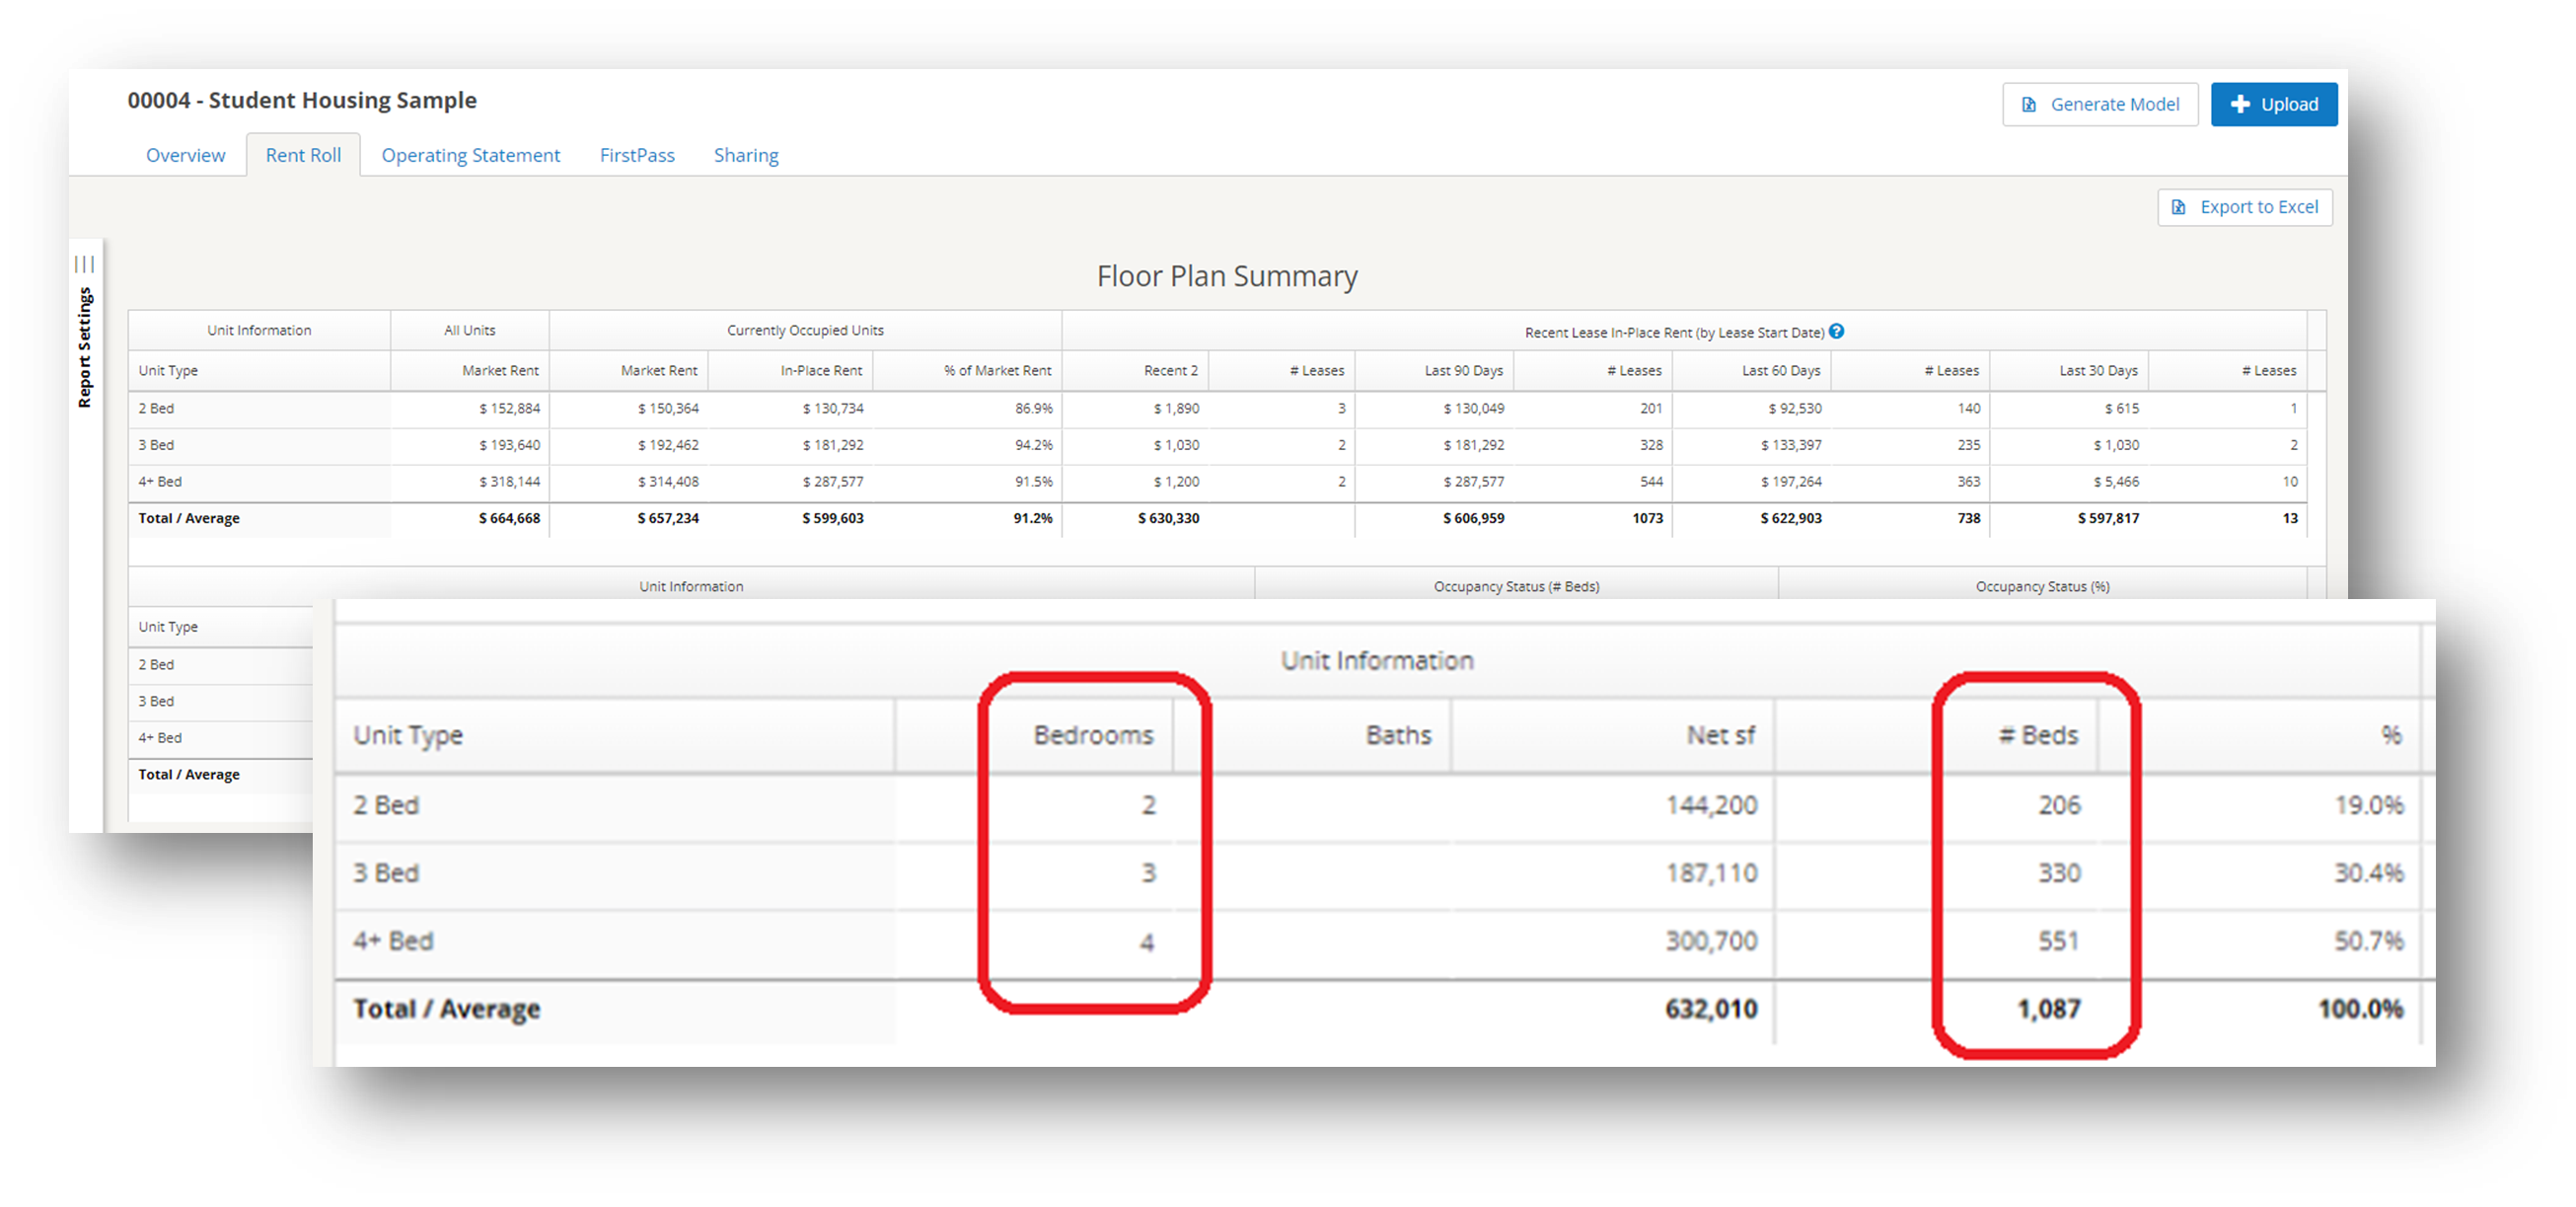 00004 - Student Housing Sample
Generate Model
Upload
Overview Rent Roll Operating Statement FirstPass Sharing
Export to Excel
Report Settings
Floor Plan Summary
Unit Information All Units Currently Occupied Units Recent Lease In-Place Rent (by Lease Start Date) ?
Unit Type Market Rent Market Rent In-Place Rent % of Market Rent Recent 2 # Leases Last 90 Days # Leases Last 60 Days # Leases Last 30 Days # Leases
2 Bed $ 152,884 $ 150,364 $ 130,734 86.9% $ 1,890 3 $ 130,049 201 $ 92,530 140 $ 615 1
3 Bed $ 193,640 $ 192,462 $ 181,292 94.2% $ 1,030 2 $ 181,292 328 $ 133,397 235 $ 1,030 2
4+ Bed $ 318,144 $ 314,408 $ 287,577 91.5% $ 1,200 2 $ 287,577 544 $ 197,264 363 $ 5,466 10
Total / Average $ 664,668 $ 657,234 $ 599,603 91.2% $ 630,330 $ 606,959 1073 $ 622,903 738 $ 597,817 13
Unit Information Occupancy Status (# Beds) Occupancy Status (%)
Unit Type
2 Bed
3 Bed
4+ Bed
Total / Average
Unit Information
Unit Type Bedrooms Baths Net sf # Beds %
2 Bed 2 144,200 206 19.0%
3 Bed 3 187,110 330 30.4%
4+ Bed 4 300,700 551 50.7%
Total / Average 632,010 1,087 100.0%